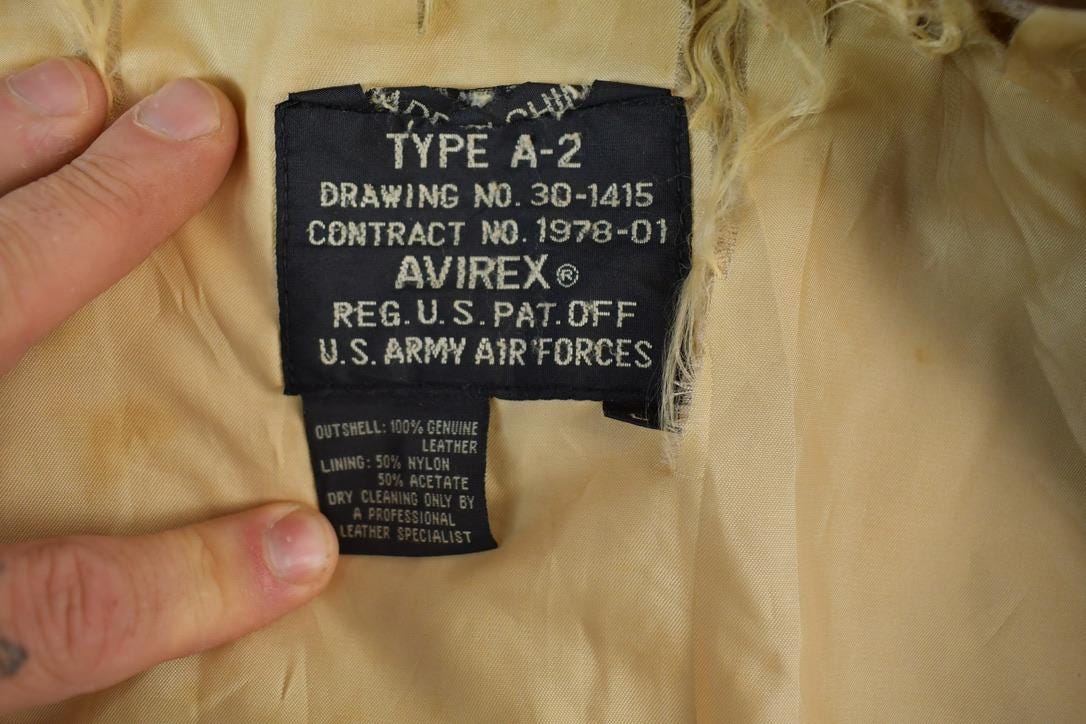 TYPE A-2
DRAWING NO. 30-1415
CONTRACT NO. 1978-01
AVIREX®
REG. U.S. PAT. OFF
U.S. ARMY AIR FORCES
OUTSHELL: 100% GENUINE
LEATHER
LINING: 50% NYLON
50% ACETATE
DRY CLEANING ONLY BY
A PROFESSIONAL
LEATHER SPECIALIST